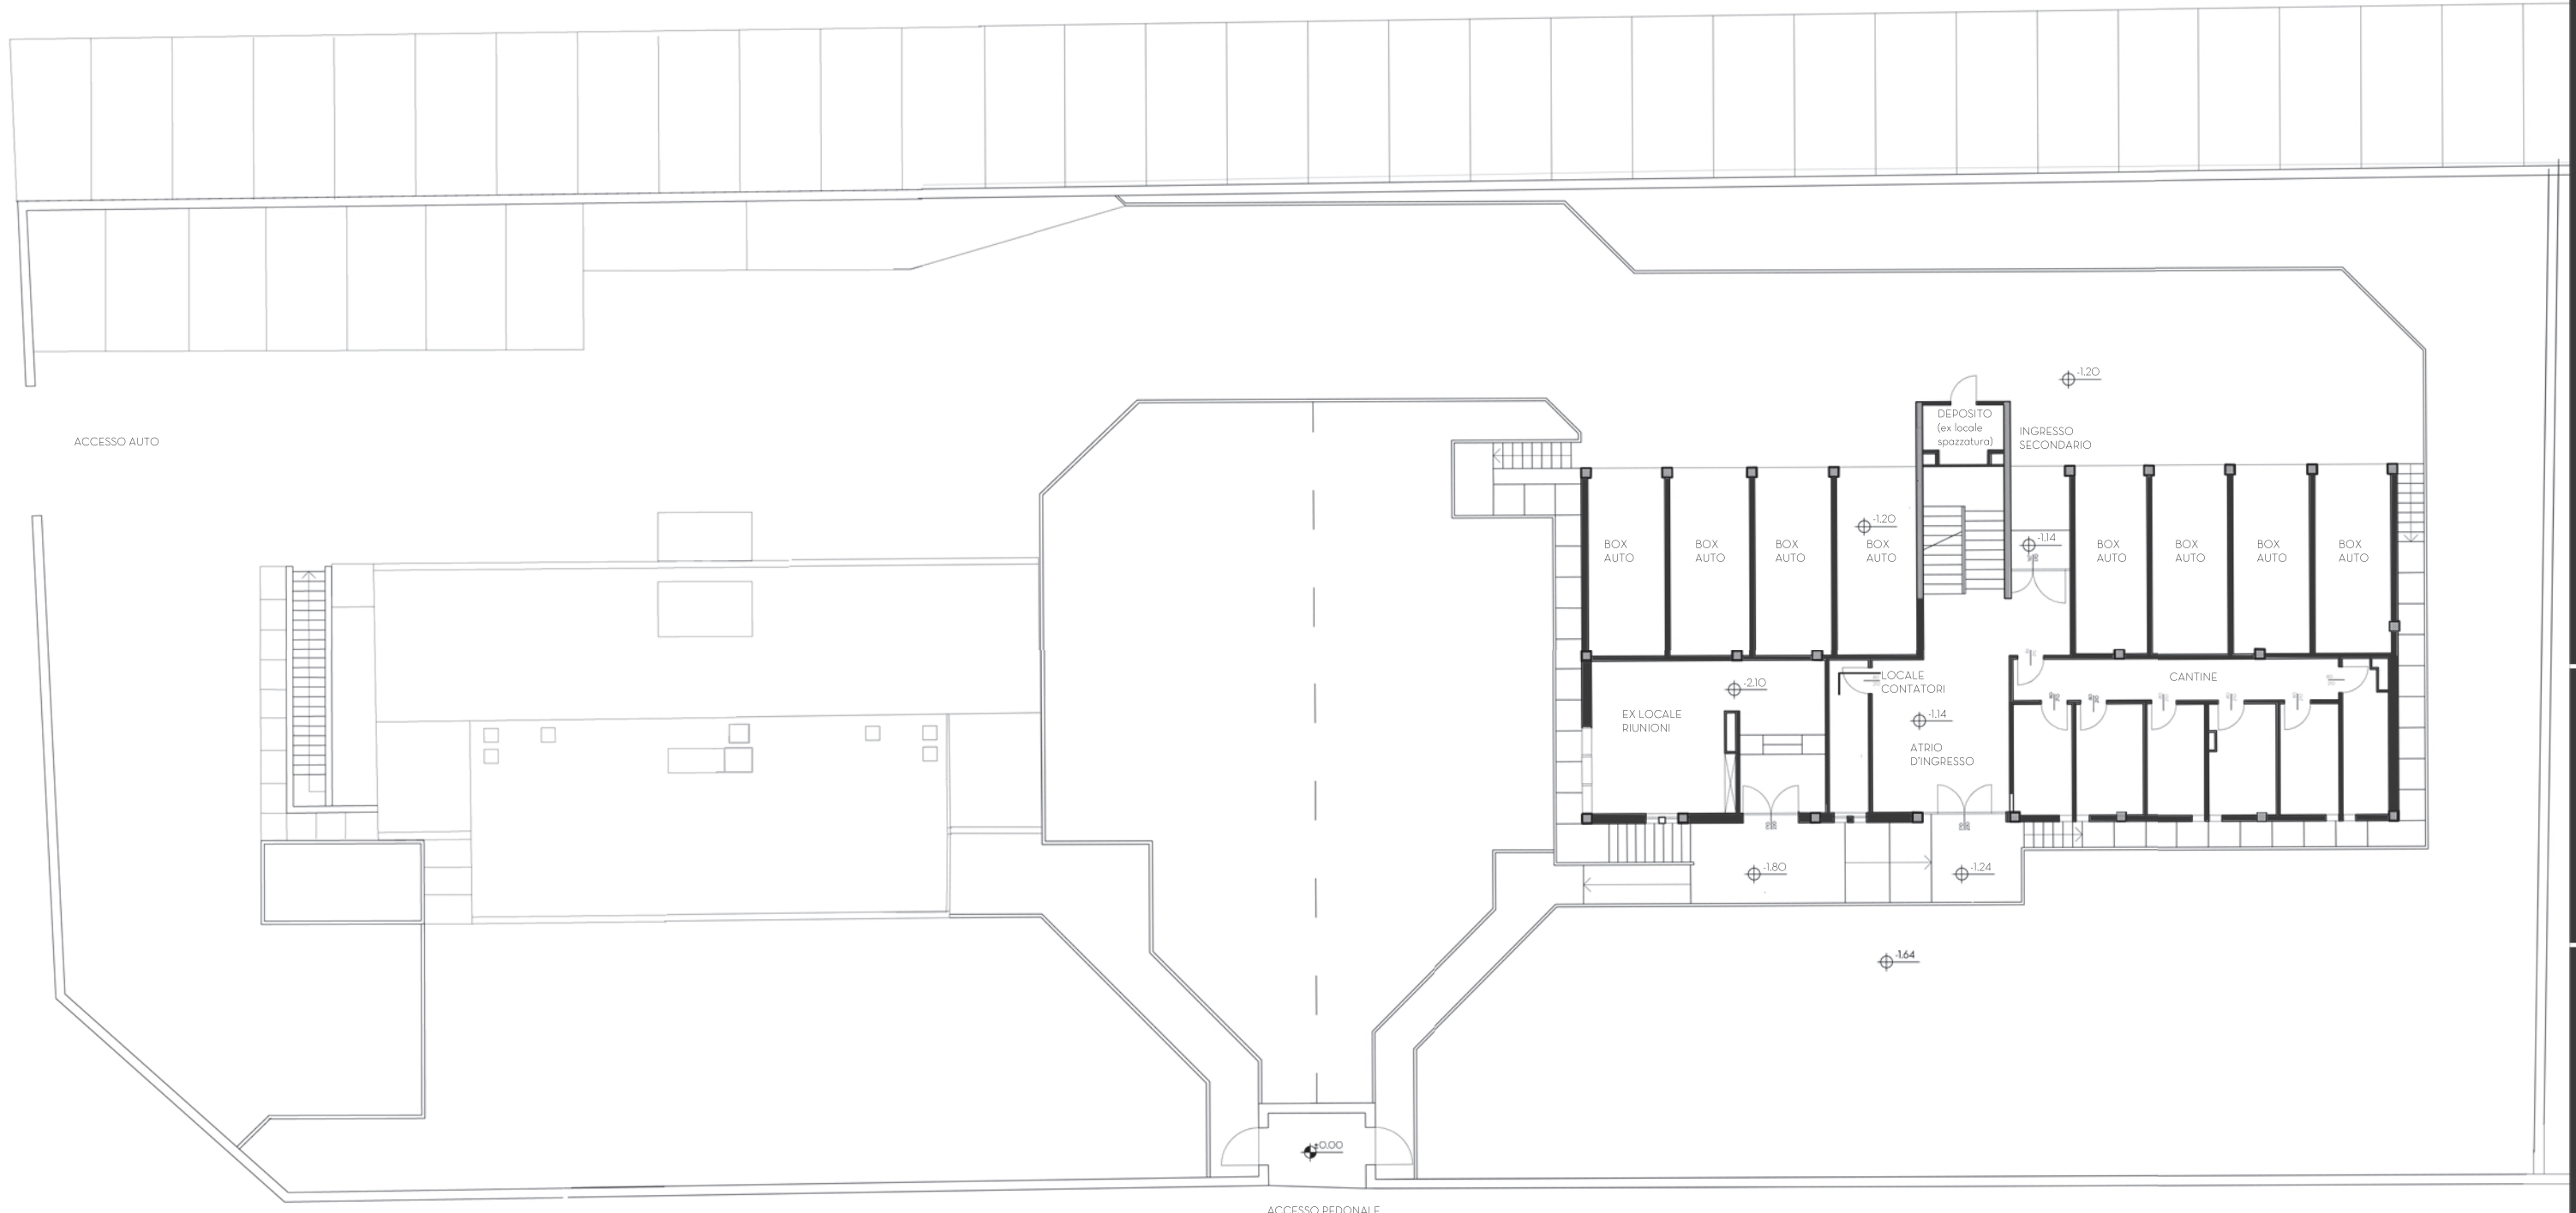 -1.20
ACCESSO AUTO
DEPOSITO
(ex locale
spazzatura)
INGRESSO
SECONDARIO
-1.20
-1.14
BOX
AUTO
BOX
AUTO
BOX
AUTO
BOX
AUTO
BOX
AUTO
BOX
AUTO
BOX
AUTO
BOX
AUTO
-2.10
LOCALE
CONTATORI
CANTINE
EX LOCALE
RIUNIONI
-1.14
ATRIO
D'INGRESSO
-1.80
-1.24
-1.64
±0.00
ACCESSO PEDONALE